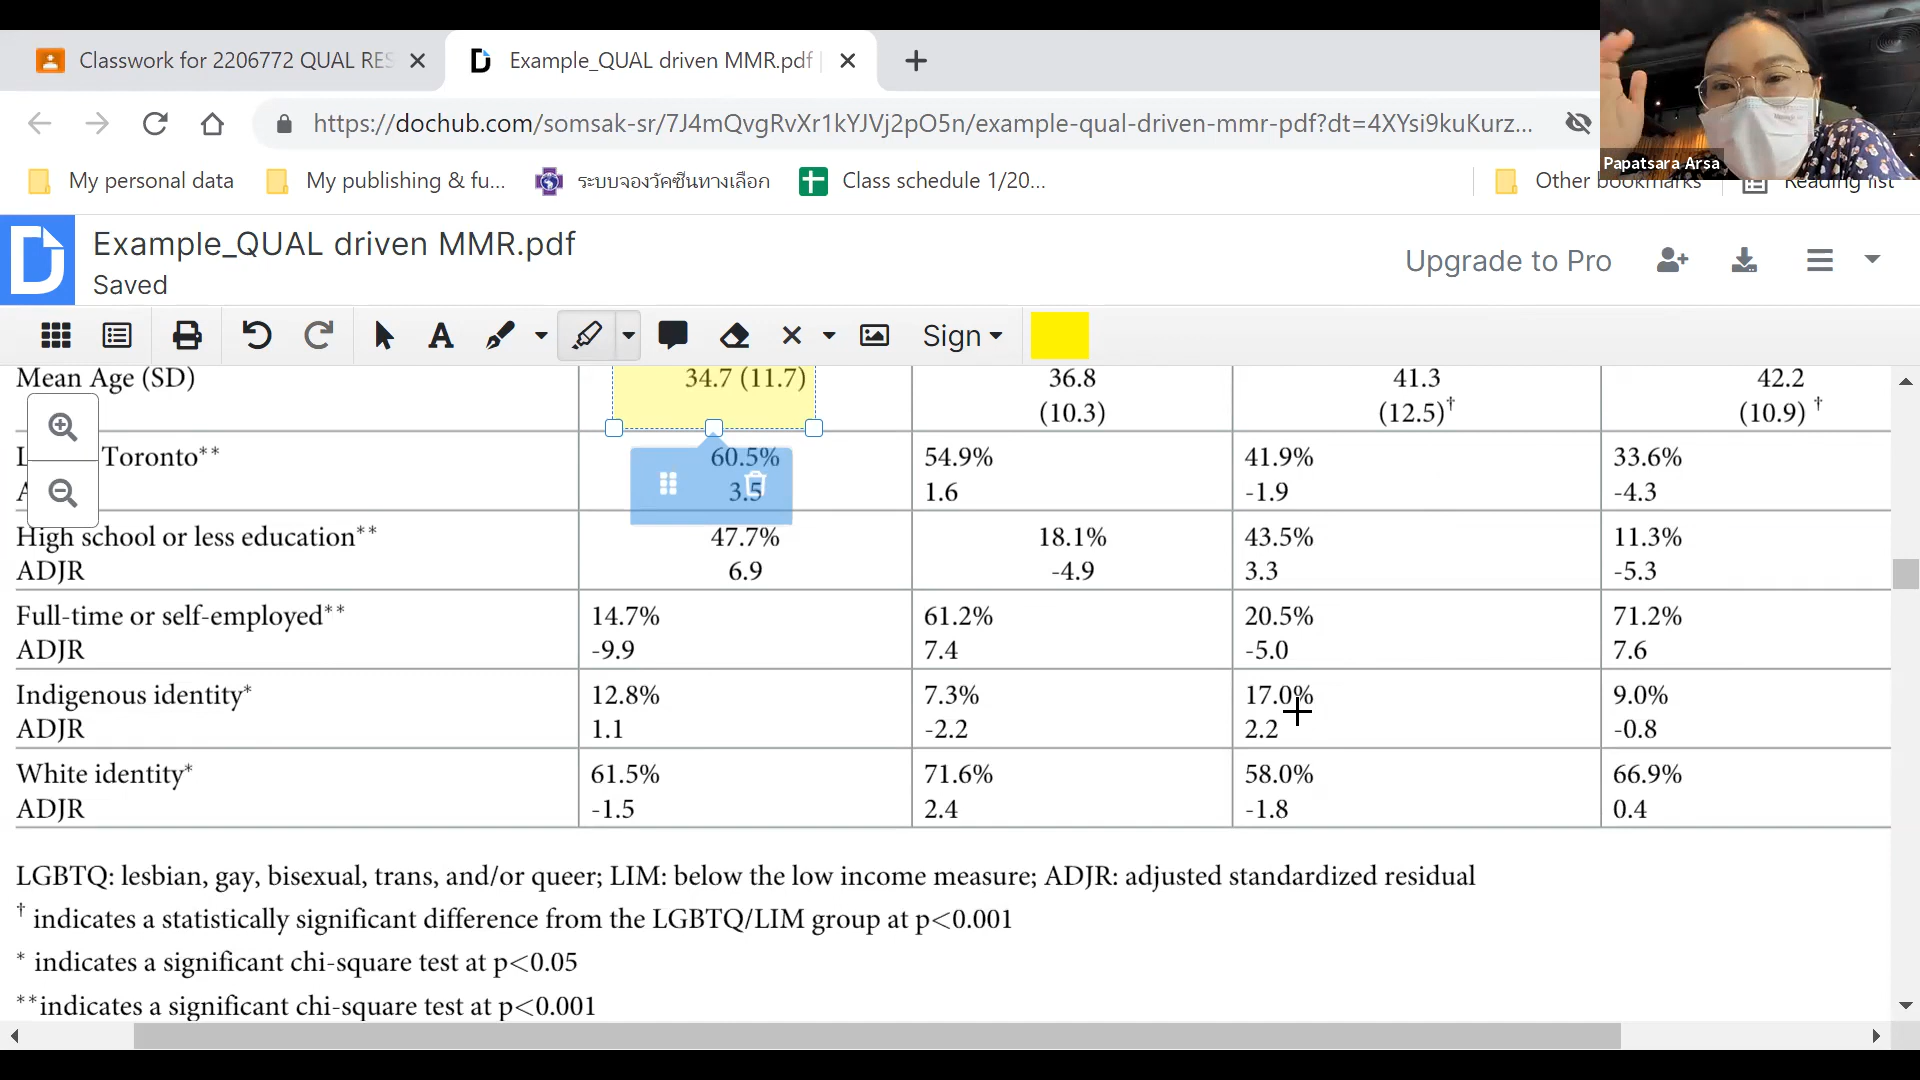 Classwork for 2206772 QUAL RES
Example_QUAL driven MMR.pdf
https://dochub.com/somsak-sr/7J4mQvgRvXr1kYJVj2pO5n/example-qual-driven-mmr-pdf?dt=4XYsi9kuKurz...
Papatsara Arsa
My personal data My publishing & fu... ระบบจองวัคซีนทางเลือก Class schedule 1/20... Other bookmarks Reading list
Example_QUAL driven MMR.pdf
Saved
Upgrade to Pro
Sign
Mean Age (SD) 34.7 (11.7) 36.8 41.3 42.2
(10.3) (12.5)† (10.9) †
Toronto** 60.5% 54.9% 41.9% 33.6%
3.5 1.6 -1.9 -4.3
High school or less education** 47.7% 18.1% 43.5% 11.3%
ADJR 6.9 -4.9 3.3 -5.3
Full-time or self-employed** 14.7% 61.2% 20.5% 71.2%
ADJR -9.9 7.4 -5.0 7.6
Indigenous identity* 12.8% 7.3% 17.0% 9.0%
ADJR 1.1 -2.2 2.2 -0.8
White identity* 61.5% 71.6% 58.0% 66.9%
ADJR -1.5 2.4 -1.8 0.4
LGBTQ: lesbian, gay, bisexual, trans, and/or queer; LIM: below the low income measure; ADJR: adjusted standardized residual
† indicates a statistically significant difference from the LGBTQ/LIM group at p<0.001
* indicates a significant chi-square test at p<0.05
**indicates a significant chi-square test at p<0.001